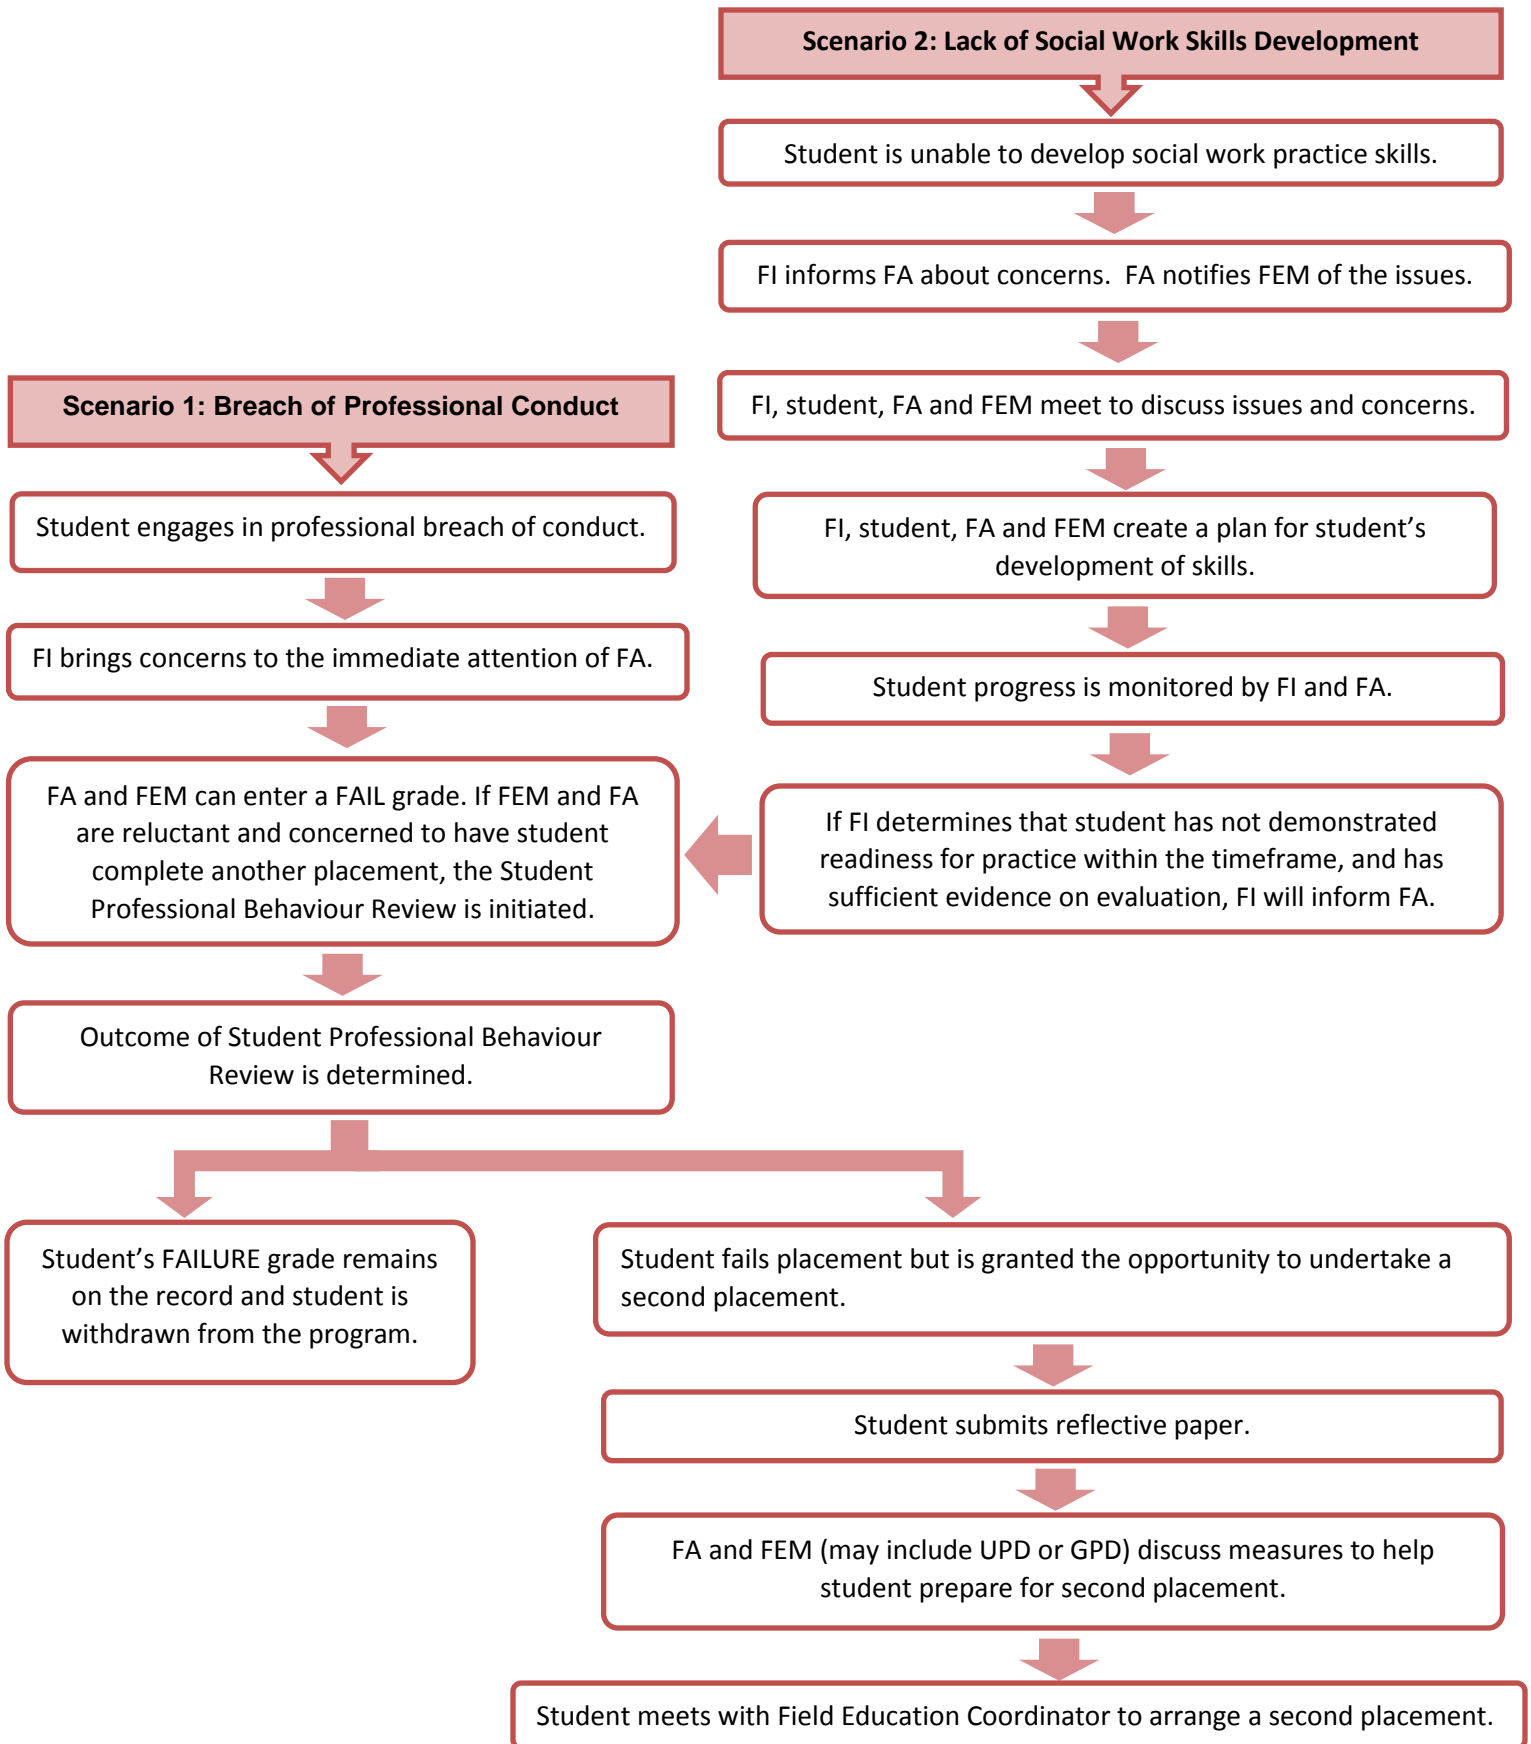 Scenario 2: Lack of Social Work Skills Development
Student is unable to develop social work practice skills.
FI informs FA about concerns.  FA notifies FEM of the issues.
FI, student, FA and FEM meet to discuss issues and concerns.
FI, student, FA and FEM create a plan for student’s
development of skills.
Student progress is monitored by FI and FA.
If FI determines that student has not demonstrated
readiness for practice within the timeframe, and has
sufficient evidence on evaluation, FI will inform FA.
Scenario 1: Breach of Professional Conduct
Student engages in professional breach of conduct.
FI brings concerns to the immediate attention of FA.
FA and FEM can enter a FAIL grade. If FEM and FA
are reluctant and concerned to have student
complete another placement, the Student
Professional Behaviour Review is initiated.
Outcome of Student Professional Behaviour
Review is determined.
Student’s FAILURE grade remains
on the record and student is
withdrawn from the program.
Student fails placement but is granted the opportunity to undertake a
second placement.
Student submits reflective paper.
FA and FEM (may include UPD or GPD) discuss measures to help
student prepare for second placement.
Student meets with Field Education Coordinator to arrange a second placement.